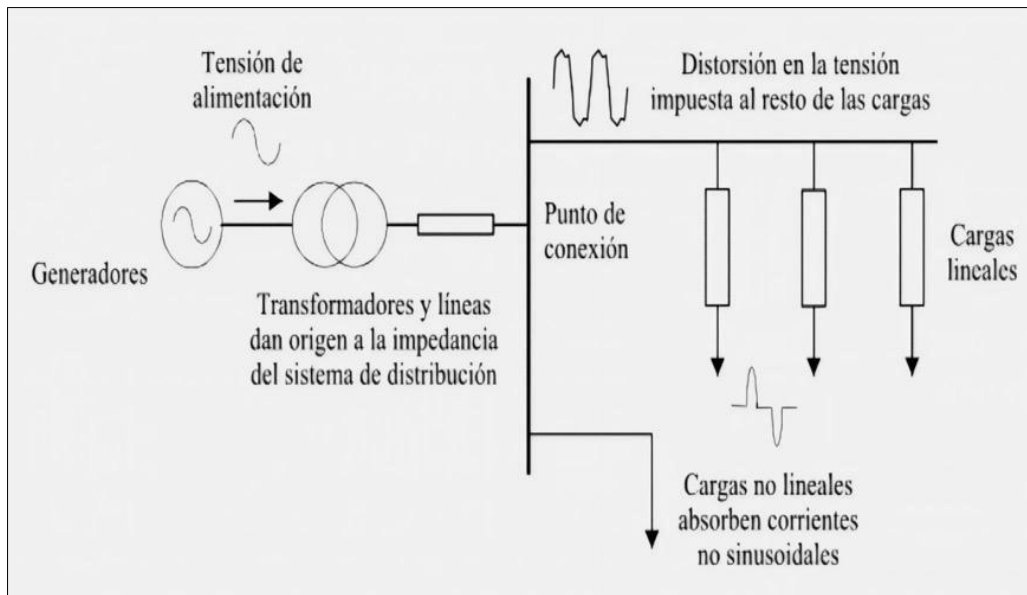 Tensión de
alimentación
Generadores
Transformadores y líneas
dan origen a la impedancia
del sistema de distribución
Distorsión en la tensión
impuesta al resto de las cargas
Punto de
conexión
Cargas
lineales
Cargas no lineales
absorben corrientes
no sinusoidales